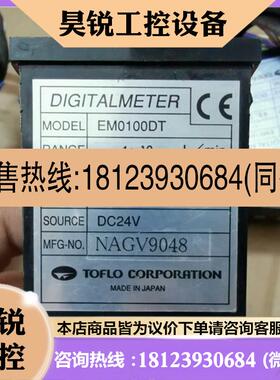 昊锐工控设备
DIGITALMETER
CE
MODEL EM0100DT
RANGE
L/min
售热线:18123930684(同
SOURCE DC24V
MFG-NO. NAGV9048
TOFLO CORPORATION
MADE IN JAPAN
锐
控
本店商品皆为议价下单请咨询客服
咨询热线:18123930684 (微